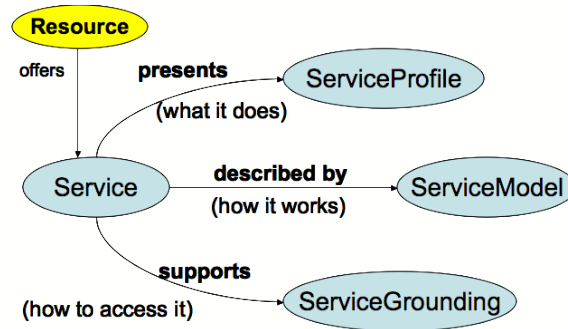 Resource
offers
presents
(what it does)
ServiceProfile
Service
described by
(how it works)
ServiceModel
supports
(how to access it)
ServiceGrounding